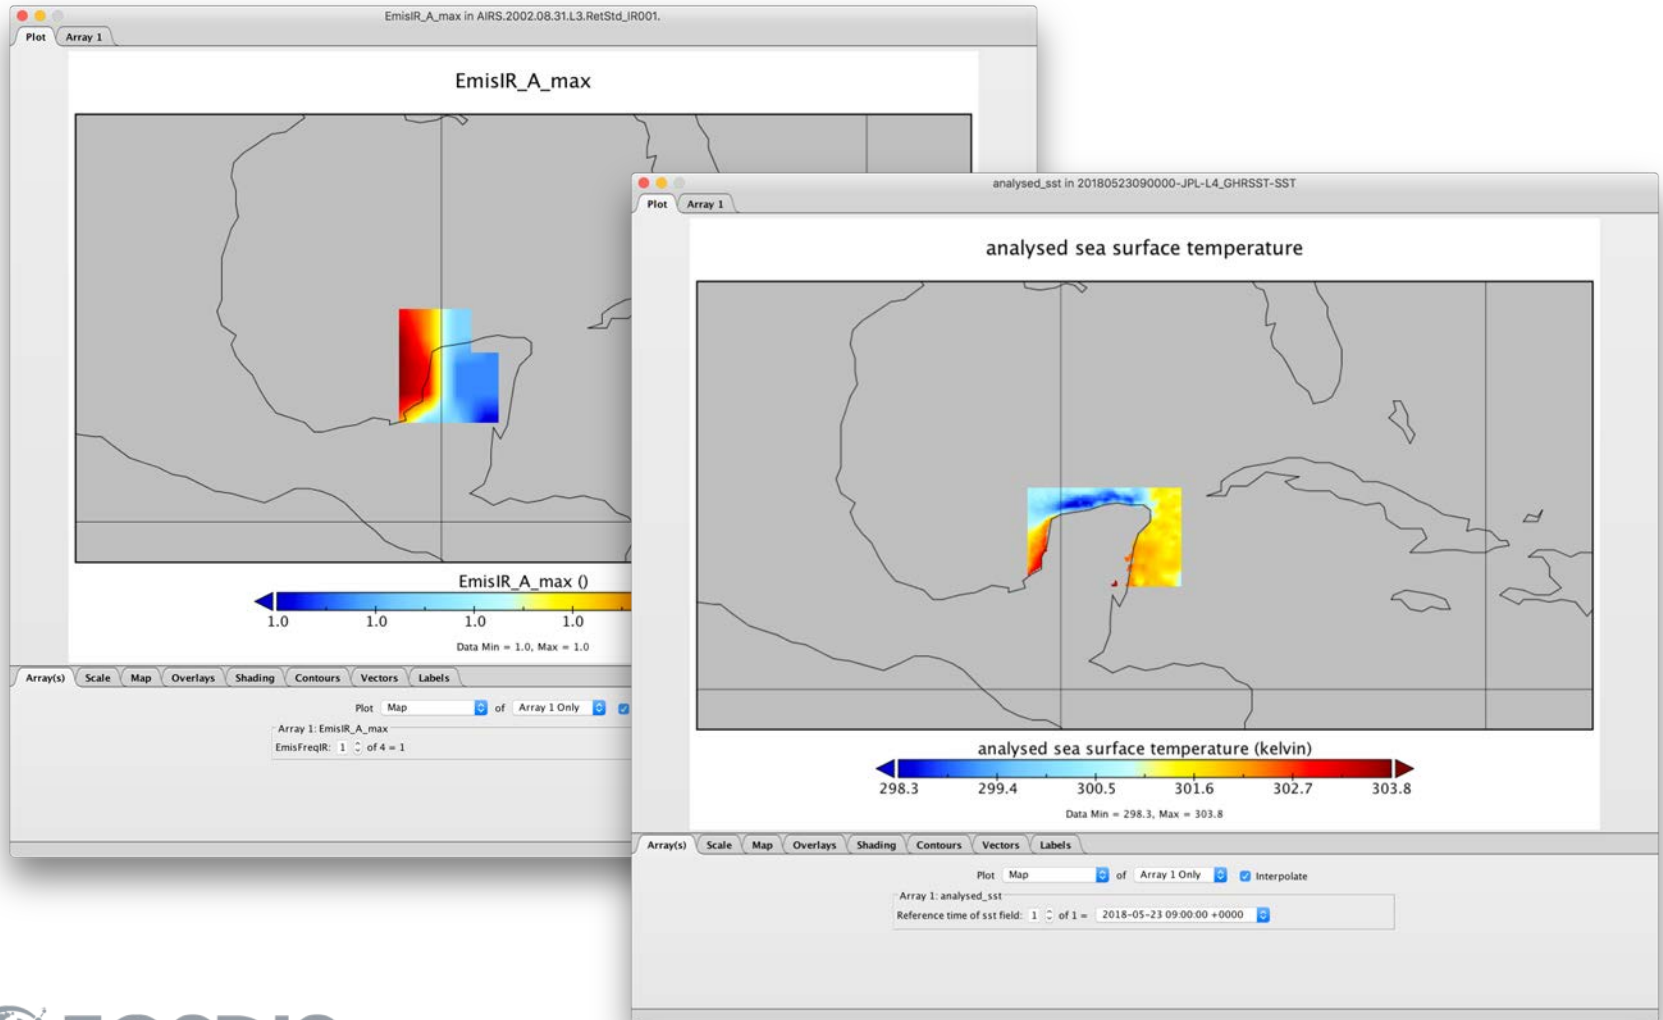 EmisIR_A_max in AIRS.2002.08.31.L3.RetStd_IR001.
Plot Array 1
EmisIR_A_max
EmisIR_A_max ()
1.0 1.0 1.0 1.0
Data Min = 1.0, Max = 1.0
Array(s) Scale Map Overlays Shading Contours Vectors Labels
Plot Map of Array 1 Only
Array 1: EmisIR_A_max
EmisFreqIR: 1 of 4 = 1
analysed_sst in 20180523090000-JPL-L4_GHRSST-SST
Plot Array 1
analysed sea surface temperature
analysed sea surface temperature (kelvin)
298.3 299.4 300.5 301.6 302.7 303.8
Data Min = 298.3, Max = 303.8
Array(s) Scale Map Overlays Shading Contours Vectors Labels
Plot Map of Array 1 Only Interpolate
Array 1: analysed_sst
Reference time of sst field: 1 of 1 = 2018-05-23 09:00:00 +0000